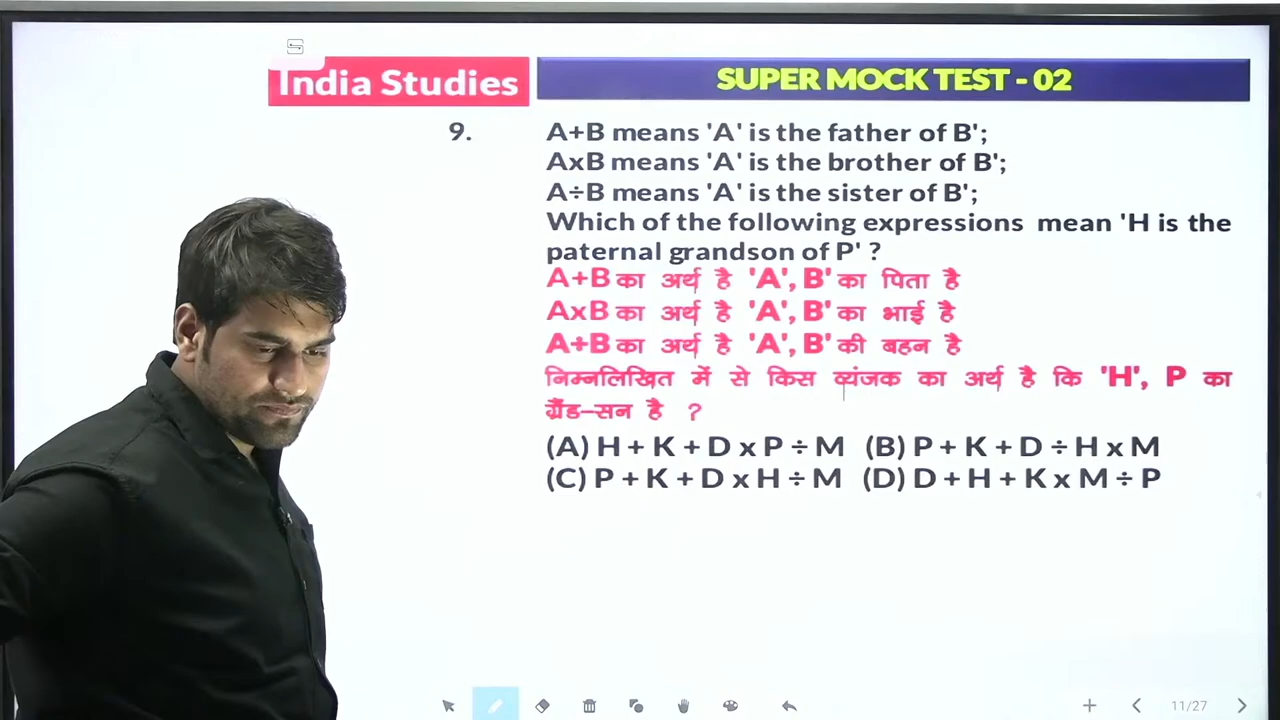 India Studies
SUPER MOCK TEST - 02
9.
A+B means 'A' is the father of B';
AxB means 'A' is the brother of B';
A÷B means 'A' is the sister of B';
Which of the following expressions mean 'H is the
paternal grandson of P' ?
A+B का अर्थ है 'A', B' का पिता है
AxB का अर्थ है 'A', B' का भाई है
A+B का अर्थ है 'A', B' की बहन है
निम्नलिखित में से किस व्यंजक का अर्थ है कि 'H', P का
ग्रैंड-सन है ?
(A) H + K + D x P ÷ M (B) P + K + D ÷ H x M
(C) P + K + D x H ÷ M (D) D + H + K x M ÷ P
11/27